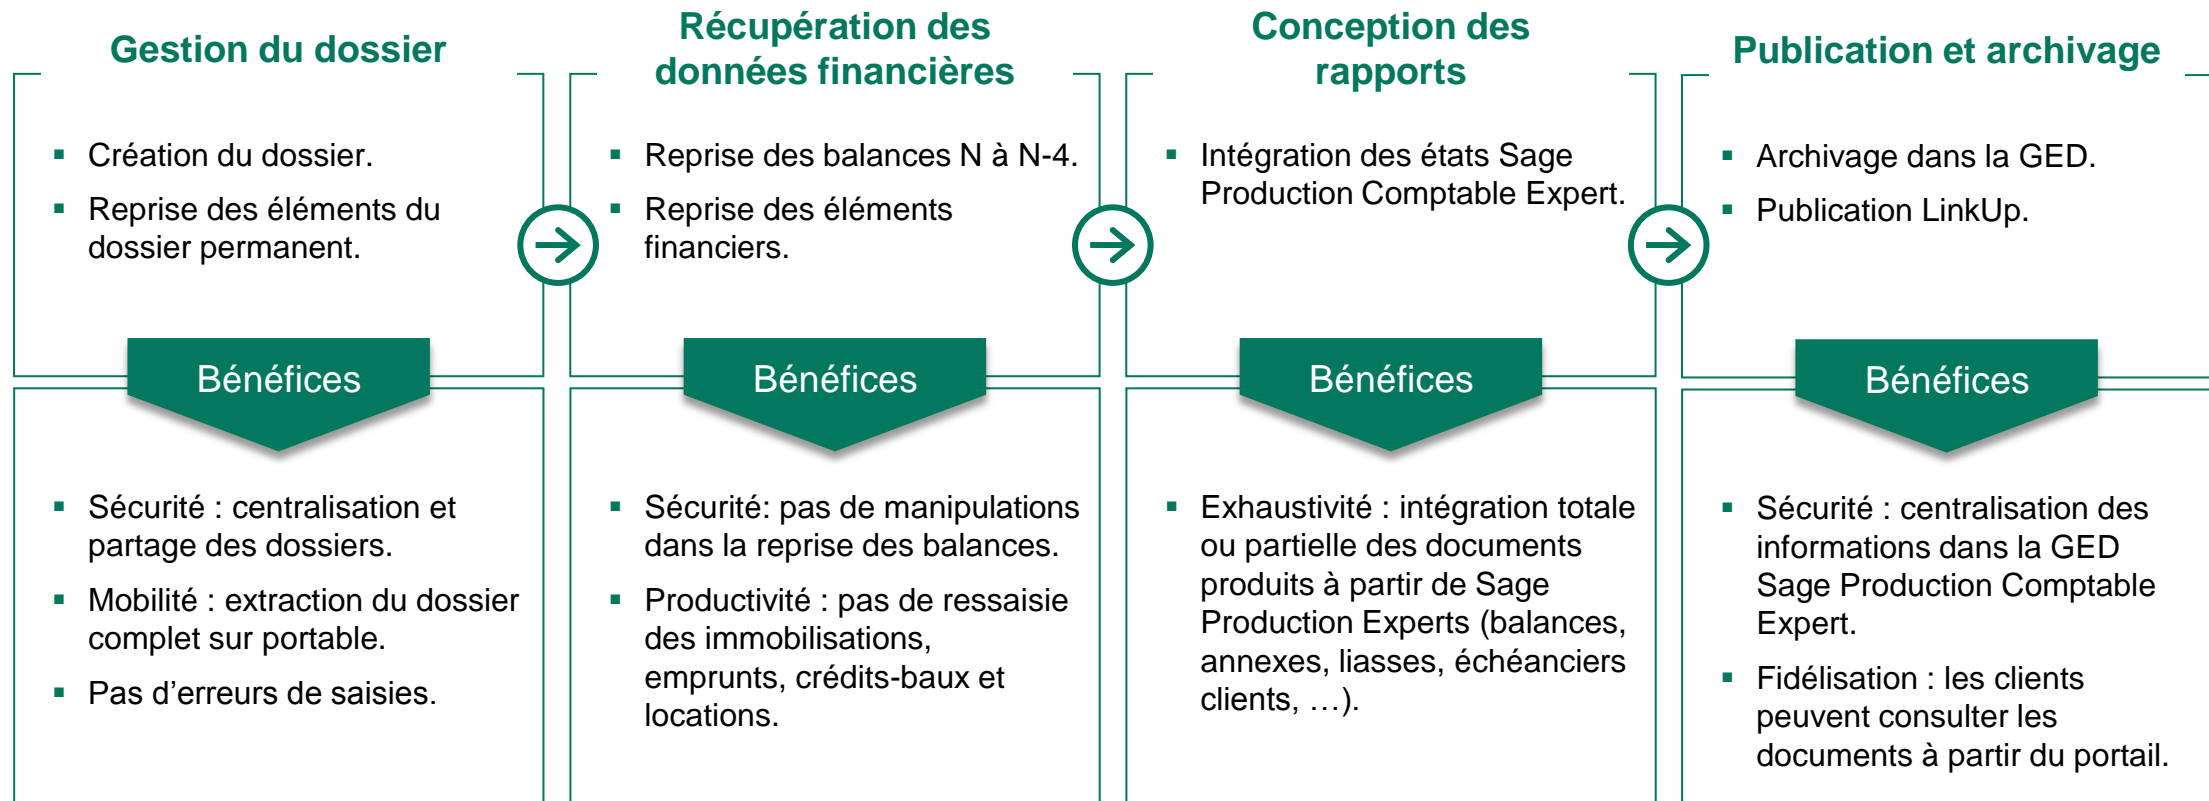 Gestion du dossier
Création du dossier.
Reprise des éléments du
dossier permanent.
Bénéfices
Sécurité : centralisation et
partage des dossiers.
Mobilité : extraction du dossier
complet sur portable.
Pas d’erreurs de saisies.
Récupération des
données financières
Reprise des balances N à N-4.
Reprise des éléments
financiers.
Bénéfices
Sécurité: pas de manipulations
dans la reprise des balances.
Productivité : pas de ressaisie
des immobilisations,
emprunts, crédits-baux et
locations.
Conception des
rapports
Intégration des états Sage
Production Comptable Expert.
Bénéfices
Exhaustivité : intégration totale
ou partielle des documents
produits à partir de Sage
Production Experts (balances,
annexes, liasses, échéanciers
clients, …).
Publication et archivage
Archivage dans la GED.
Publication LinkUp.
Bénéfices
Sécurité : centralisation des
informations dans la GED
Sage Production Comptable
Expert.
Fidélisation : les clients
peuvent consulter les
documents à partir du portail.